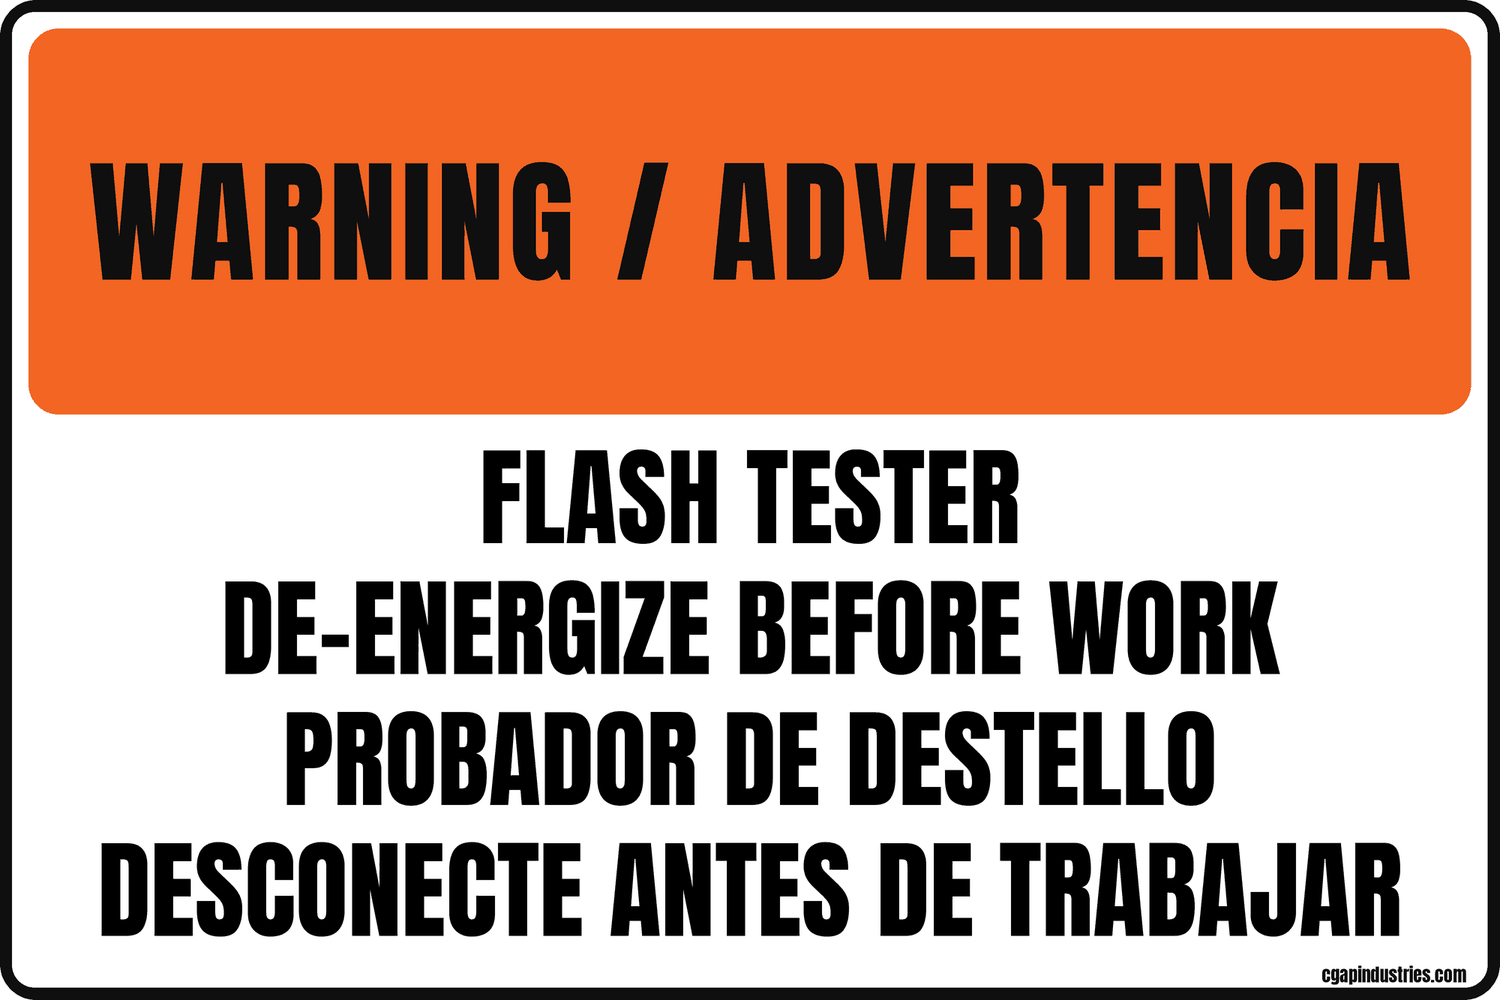 WARNING / ADVERTENCIA
FLASH TESTER
DE-ENERGIZE BEFORE WORK
PROBADOR DE DESTELLO
DESCONECTE ANTES DE TRABAJAR
cgapindustries.com